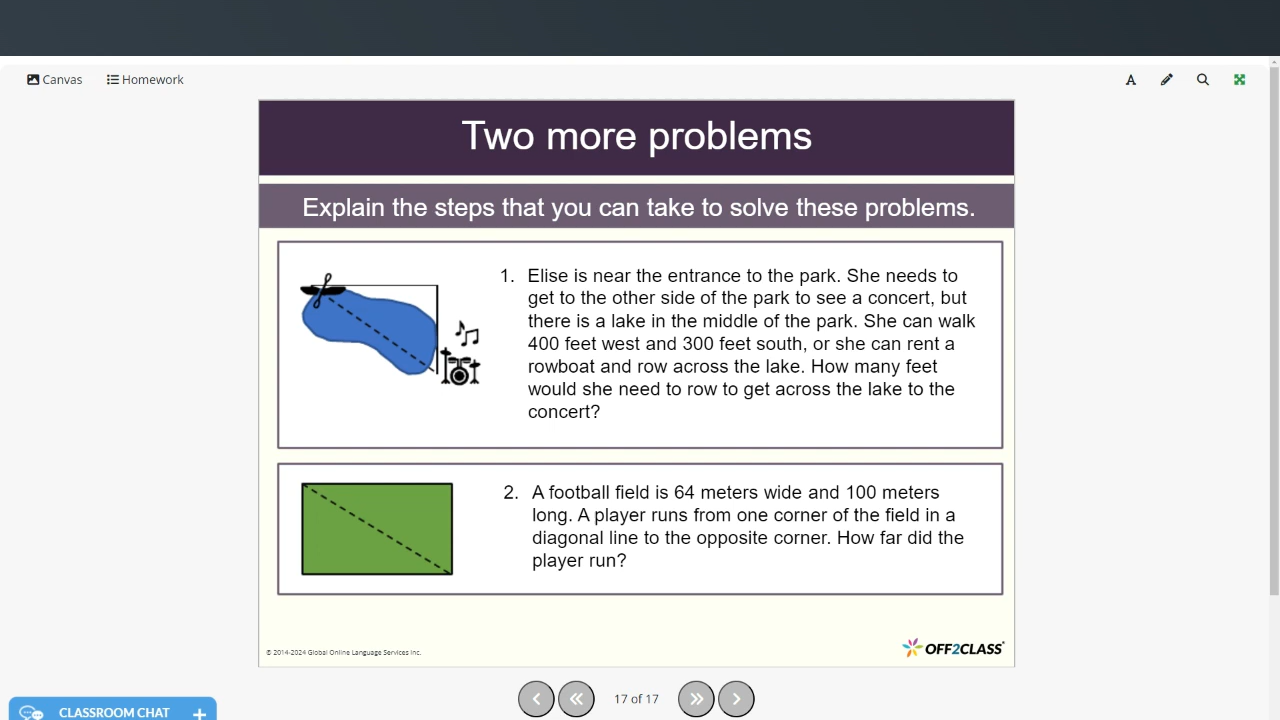 Canvas
Homework
A
Two more problems
Explain the steps that you can take to solve these problems.
1. Elise is near the entrance to the park. She needs to
get to the other side of the park to see a concert, but
there is a lake in the middle of the park. She can walk
400 feet west and 300 feet south, or she can rent a
rowboat and row across the lake. How many feet
would she need to row to get across the lake to the
concert?
2. A football field is 64 meters wide and 100 meters
long. A player runs from one corner of the field in a
diagonal line to the opposite corner. How far did the
player run?
© 2014-2024 Global Online Language Services Inc.
OFF2CLASS
17 of 17
CLASSROOM CHAT +